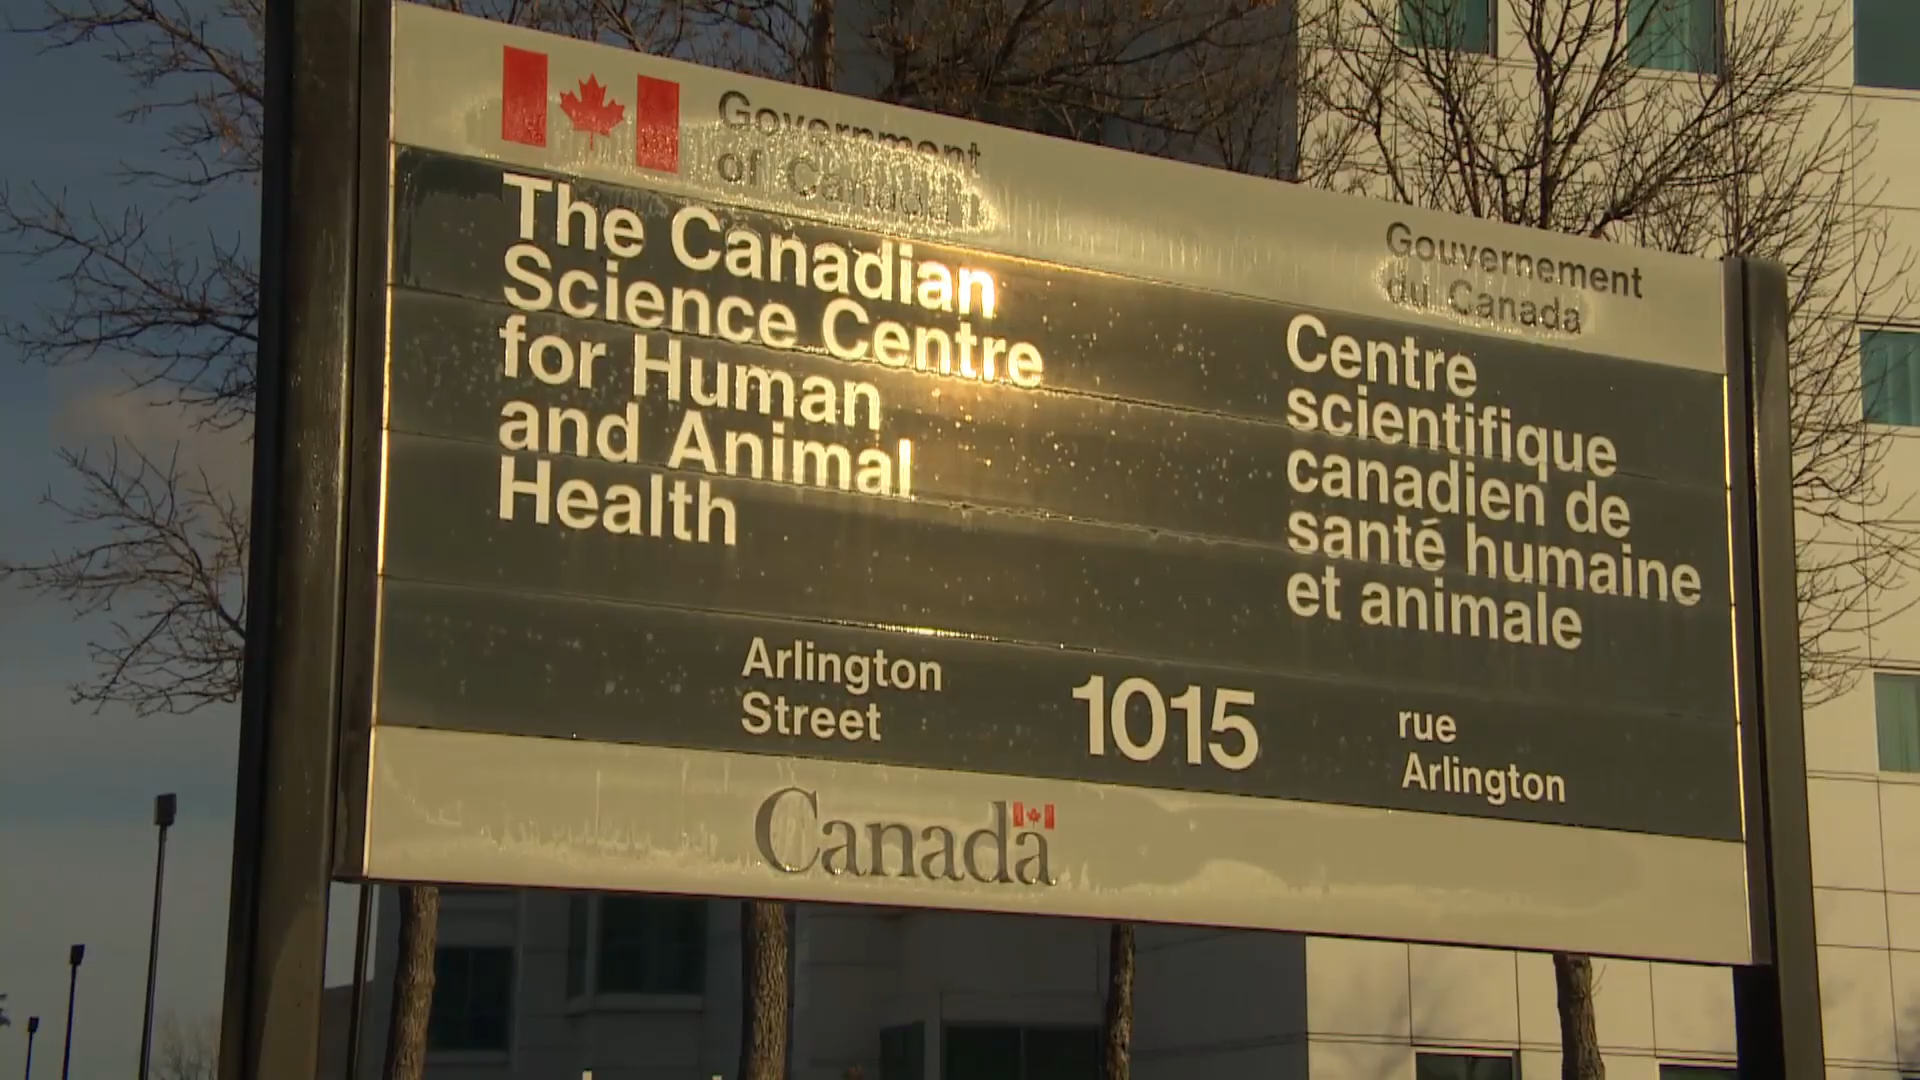 Government
of Canada
Gouvernement
du Canada
The Canadian
Science Centre
for Human
and Animal
Health
Centre
scientifique
canadien de
santé humaine
et animale
Arlington
Street
1015
rue
Arlington
Canada